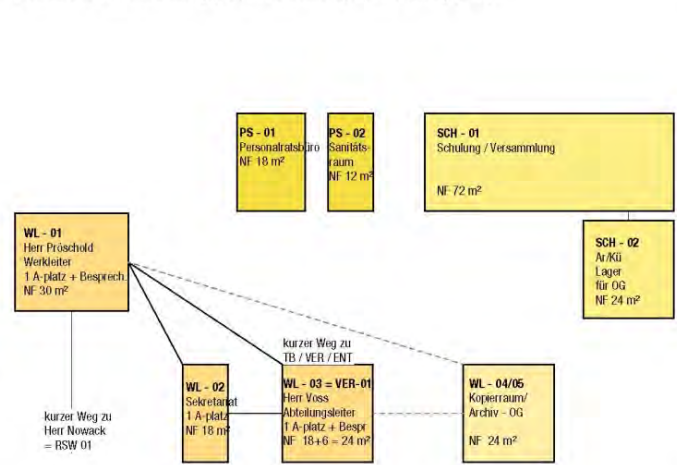 PS - 01
Personalratsbüro
NF 18 m²
PS - 02
Sanitäts-
raum
NF 12 m²
SCH - 01
Schulung / Versammlung
NF 72 m²
WL - 01
Herr Pröschold
Werkleiter
1 A-platz + Besprech.
NF 30 m²
SCH - 02
Ar/Kü
Lager
für OG
NF 24 m²
kurzer Weg zu
TB / VER / ENT
WL - 02
Sekretariat
1 A-platz
NF 18 m²
WL - 03 = VER-01
Herr Voss
Abteilungsleiter
1 A-platz + Bespr
NF 18+6 = 24 m²
WL - 04/05
Kopierraum/
Archiv - OG
NF 24 m²
kurzer Weg zu
Herr Nowack
= RSW 01